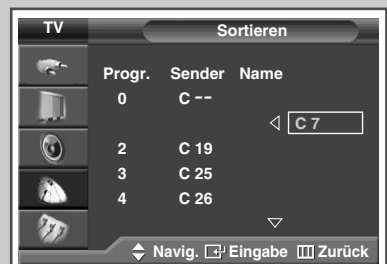 TV Sortieren
Progr. Sender Name
0 C --
C 7
2 C 19
3 C 25
4 C 26
Navig. Eingabe Zurück